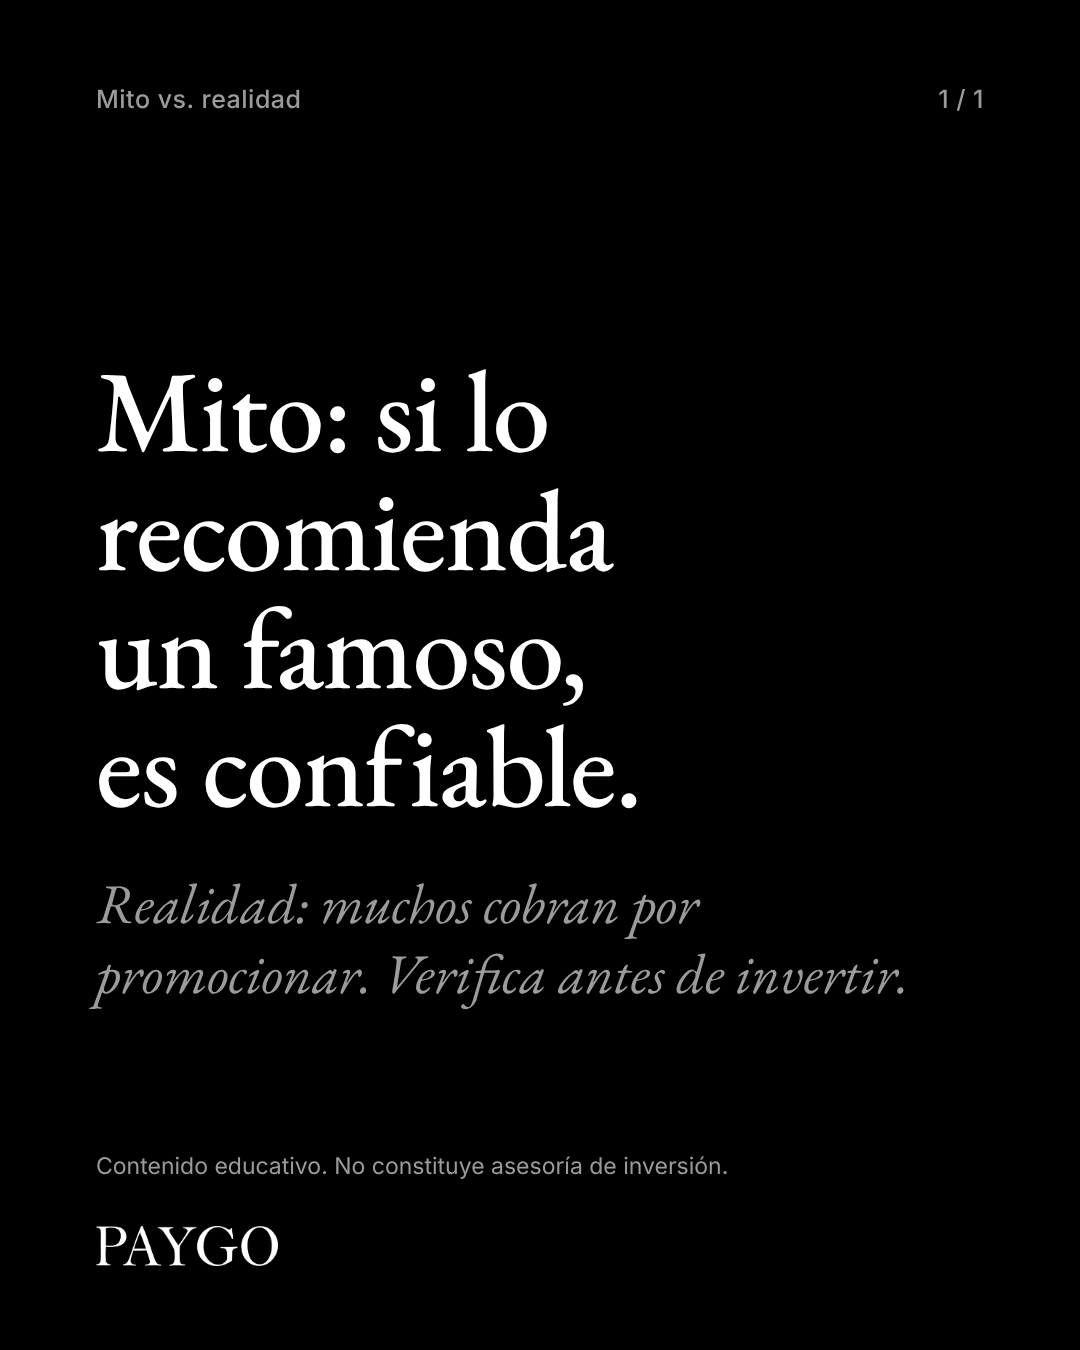 Mito vs. realidad
1 / 1
Mito: si lo
recomienda
un famoso,
es confiable.
Realidad: muchos cobran por
promocionar. Verifica antes de invertir.
Contenido educativo. No constituye asesoría de inversión.
PAYGO